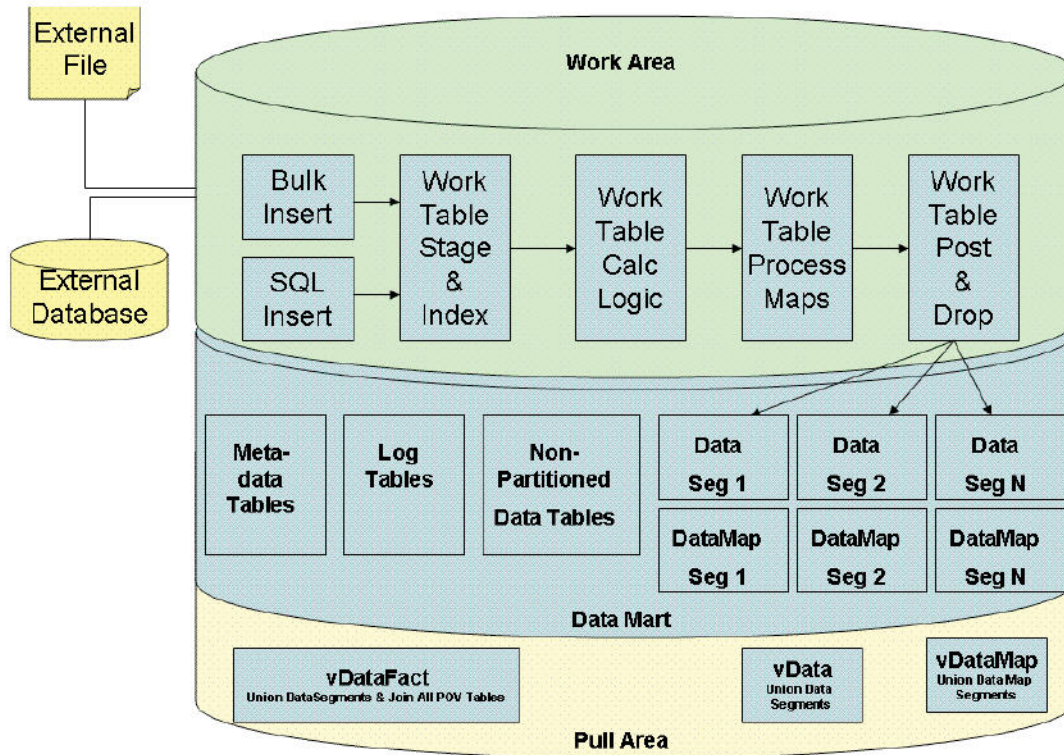 External
File
Work Area
External
Database
Bulk
Insert
SQL
Insert
Work
Table
Stage
&
Index
Work
Table
Calc
Logic
Work
Table
Process
Maps
Work
Table
Post
&
Drop
Meta-
data
Tables
Log
Tables
Non-
Partitioned
Data Tables
Data
Seg 1
Data
Seg 2
Data
Seg N
DataMap
Seg 1
DataMap
Seg 2
DataMap
Seg N
Data Mart
vDataFact
Union DataSegments & Join All POV Tables
vData
Union Data
Segments
vDataMap
Union Data Map
Segments
Pull Area